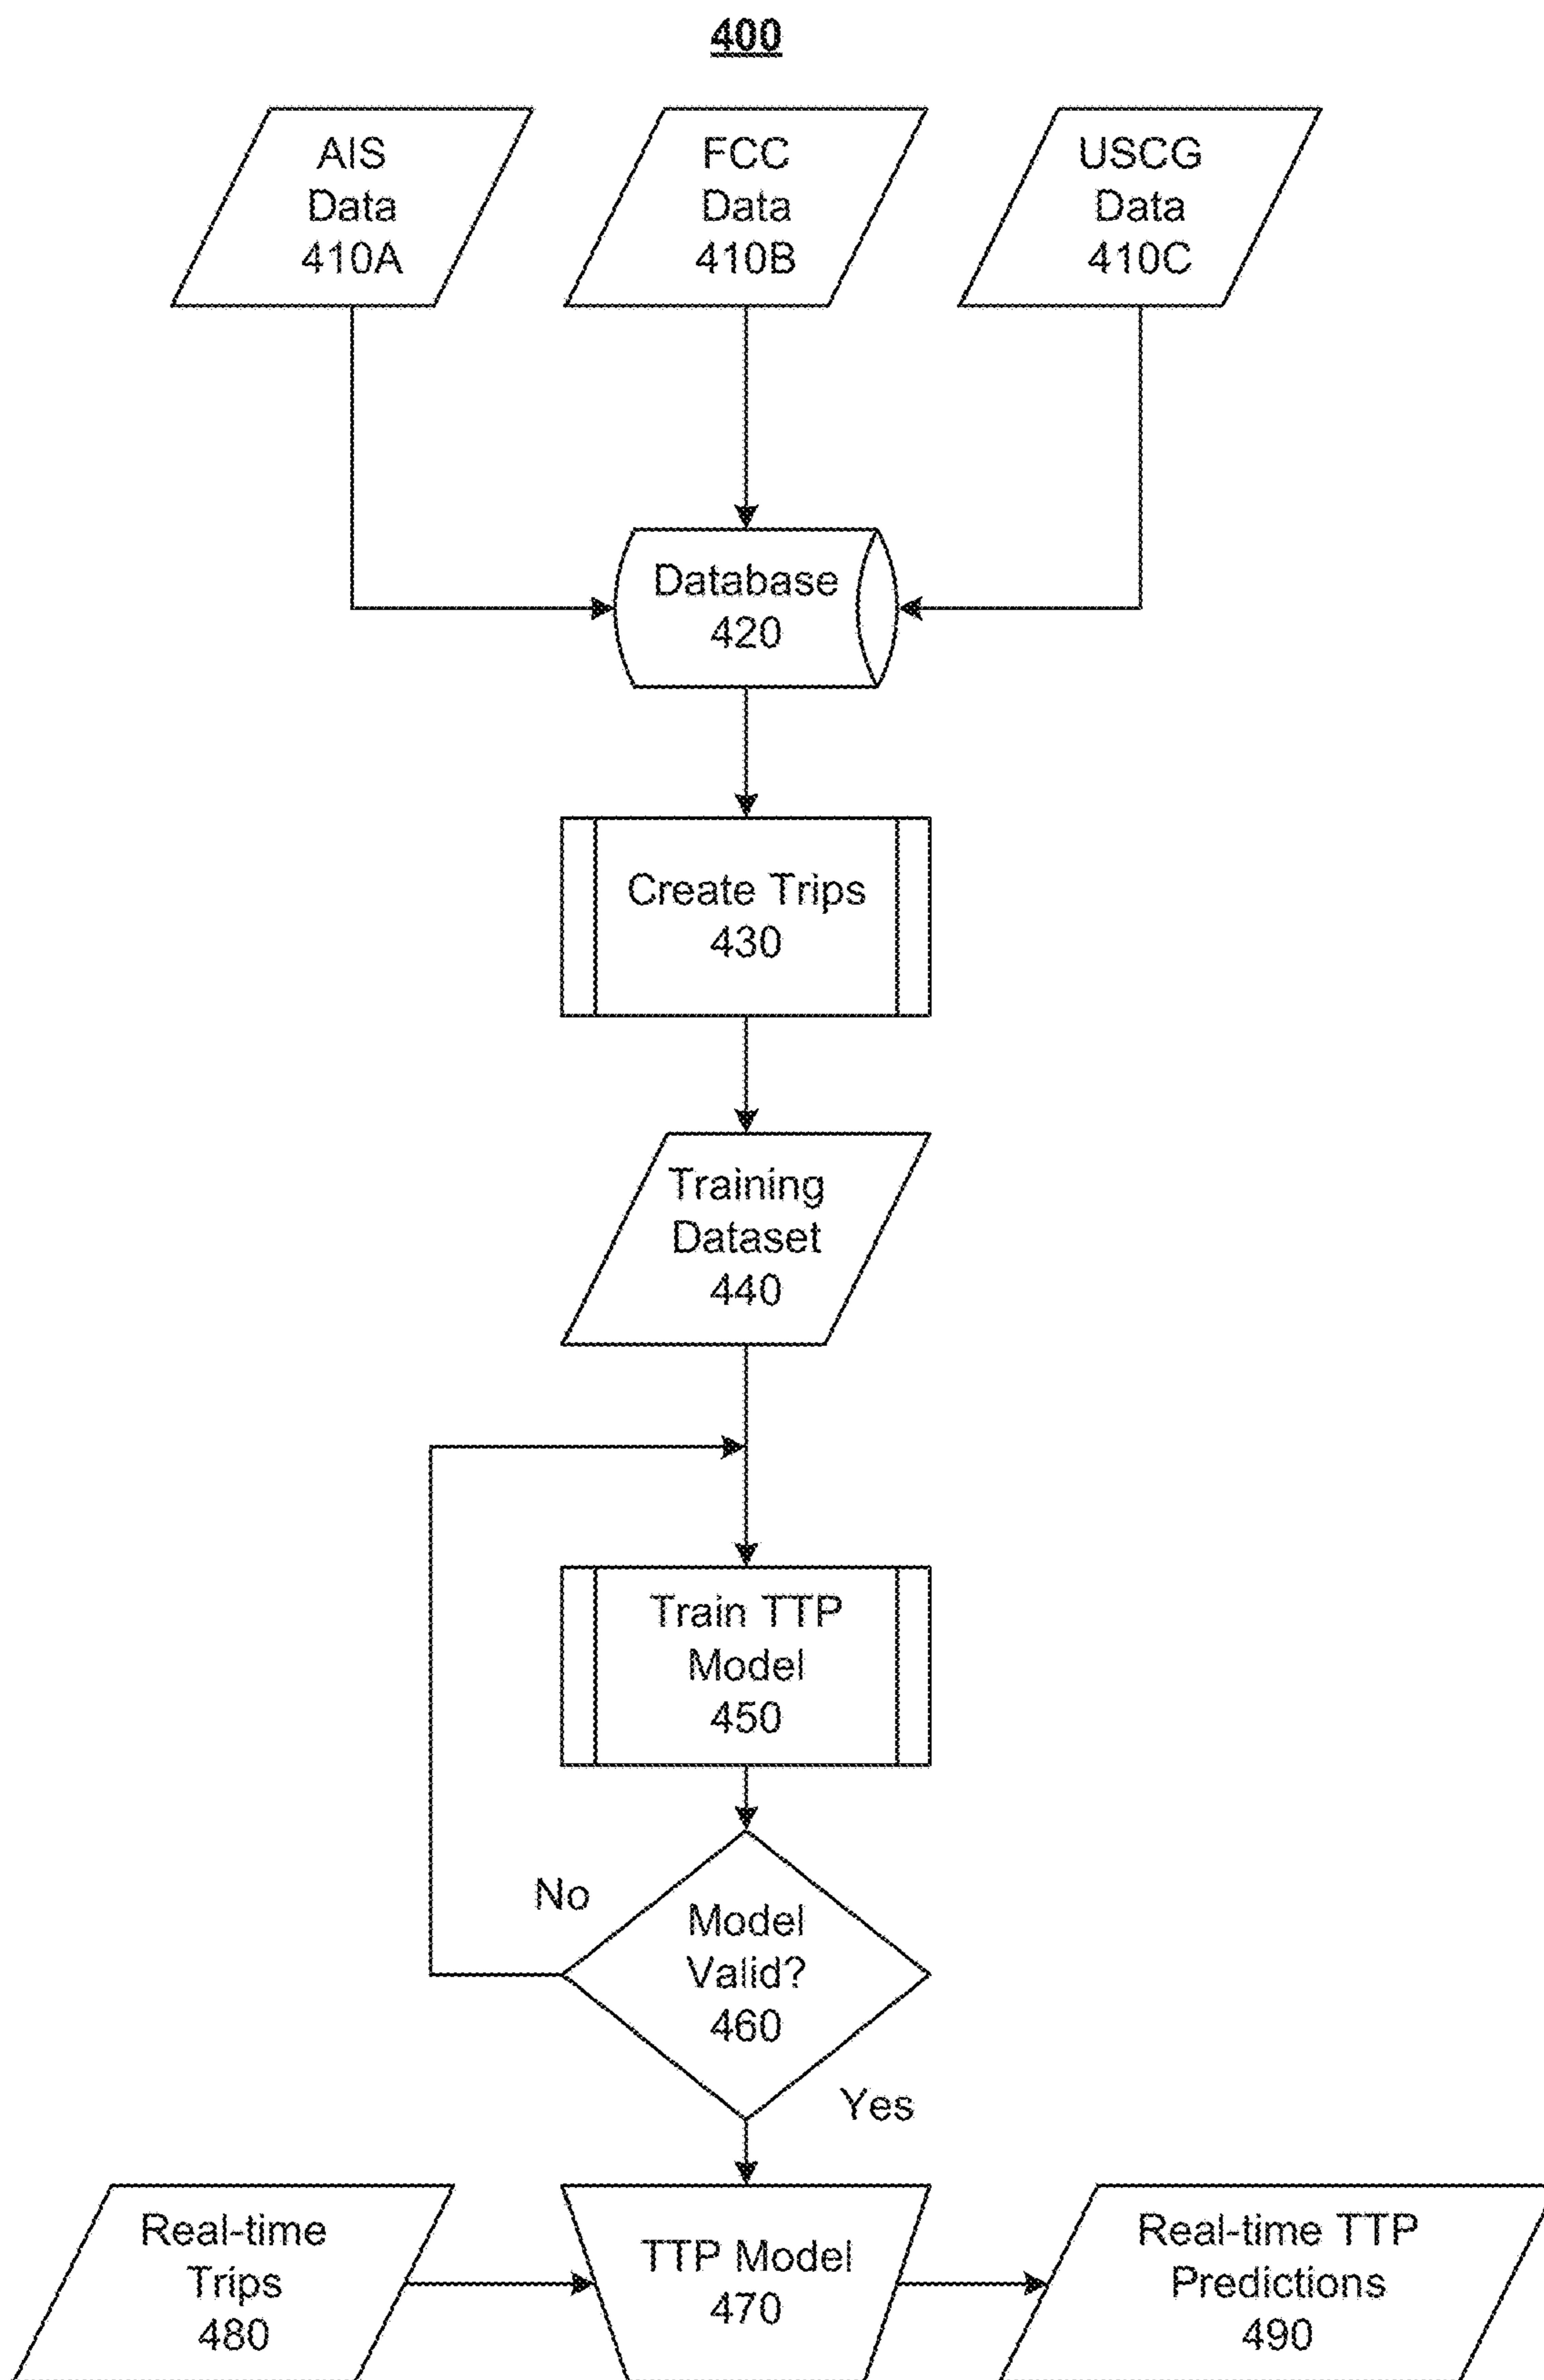 400
AIS
Data
410A
FCC
Data
410B
USCG
Data
410C
Database
420
Create Trips
430
Training
Dataset
440
Train TTP
Model
450
No
Model
Valid?
460
Yes
Real-time
Trips
480
TTP Model
470
Real-time TTP
Predictions
490